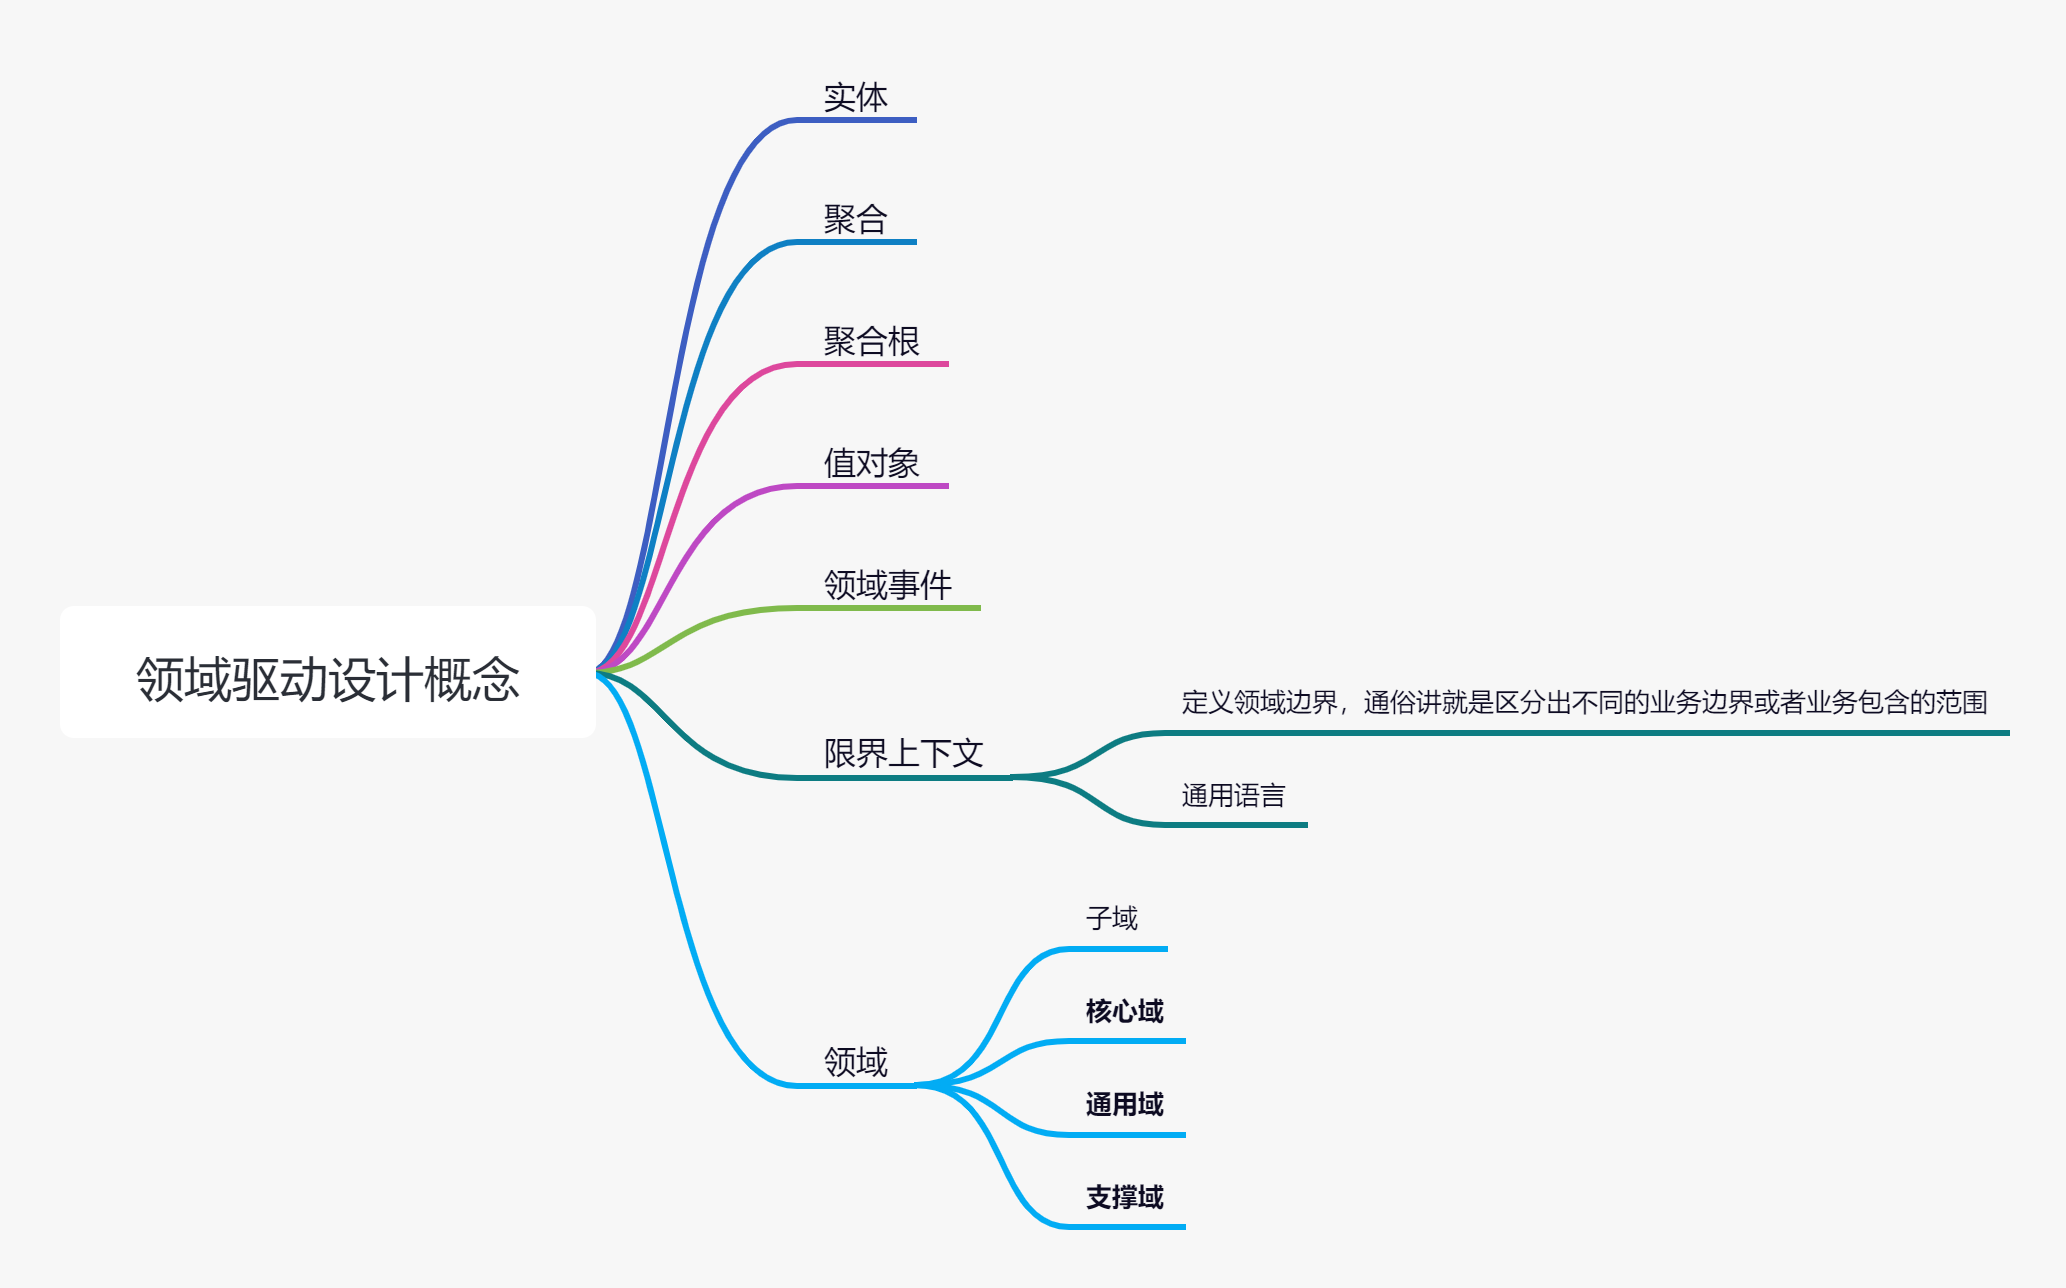 实体
聚合
聚合根
值对象
领域事件
领域驱动设计概念
限界上下文
定义领域边界，通俗讲就是区分出不同的业务边界或者业务包含的范围
通用语言
领域
子域
核心域
通用域
支撑域